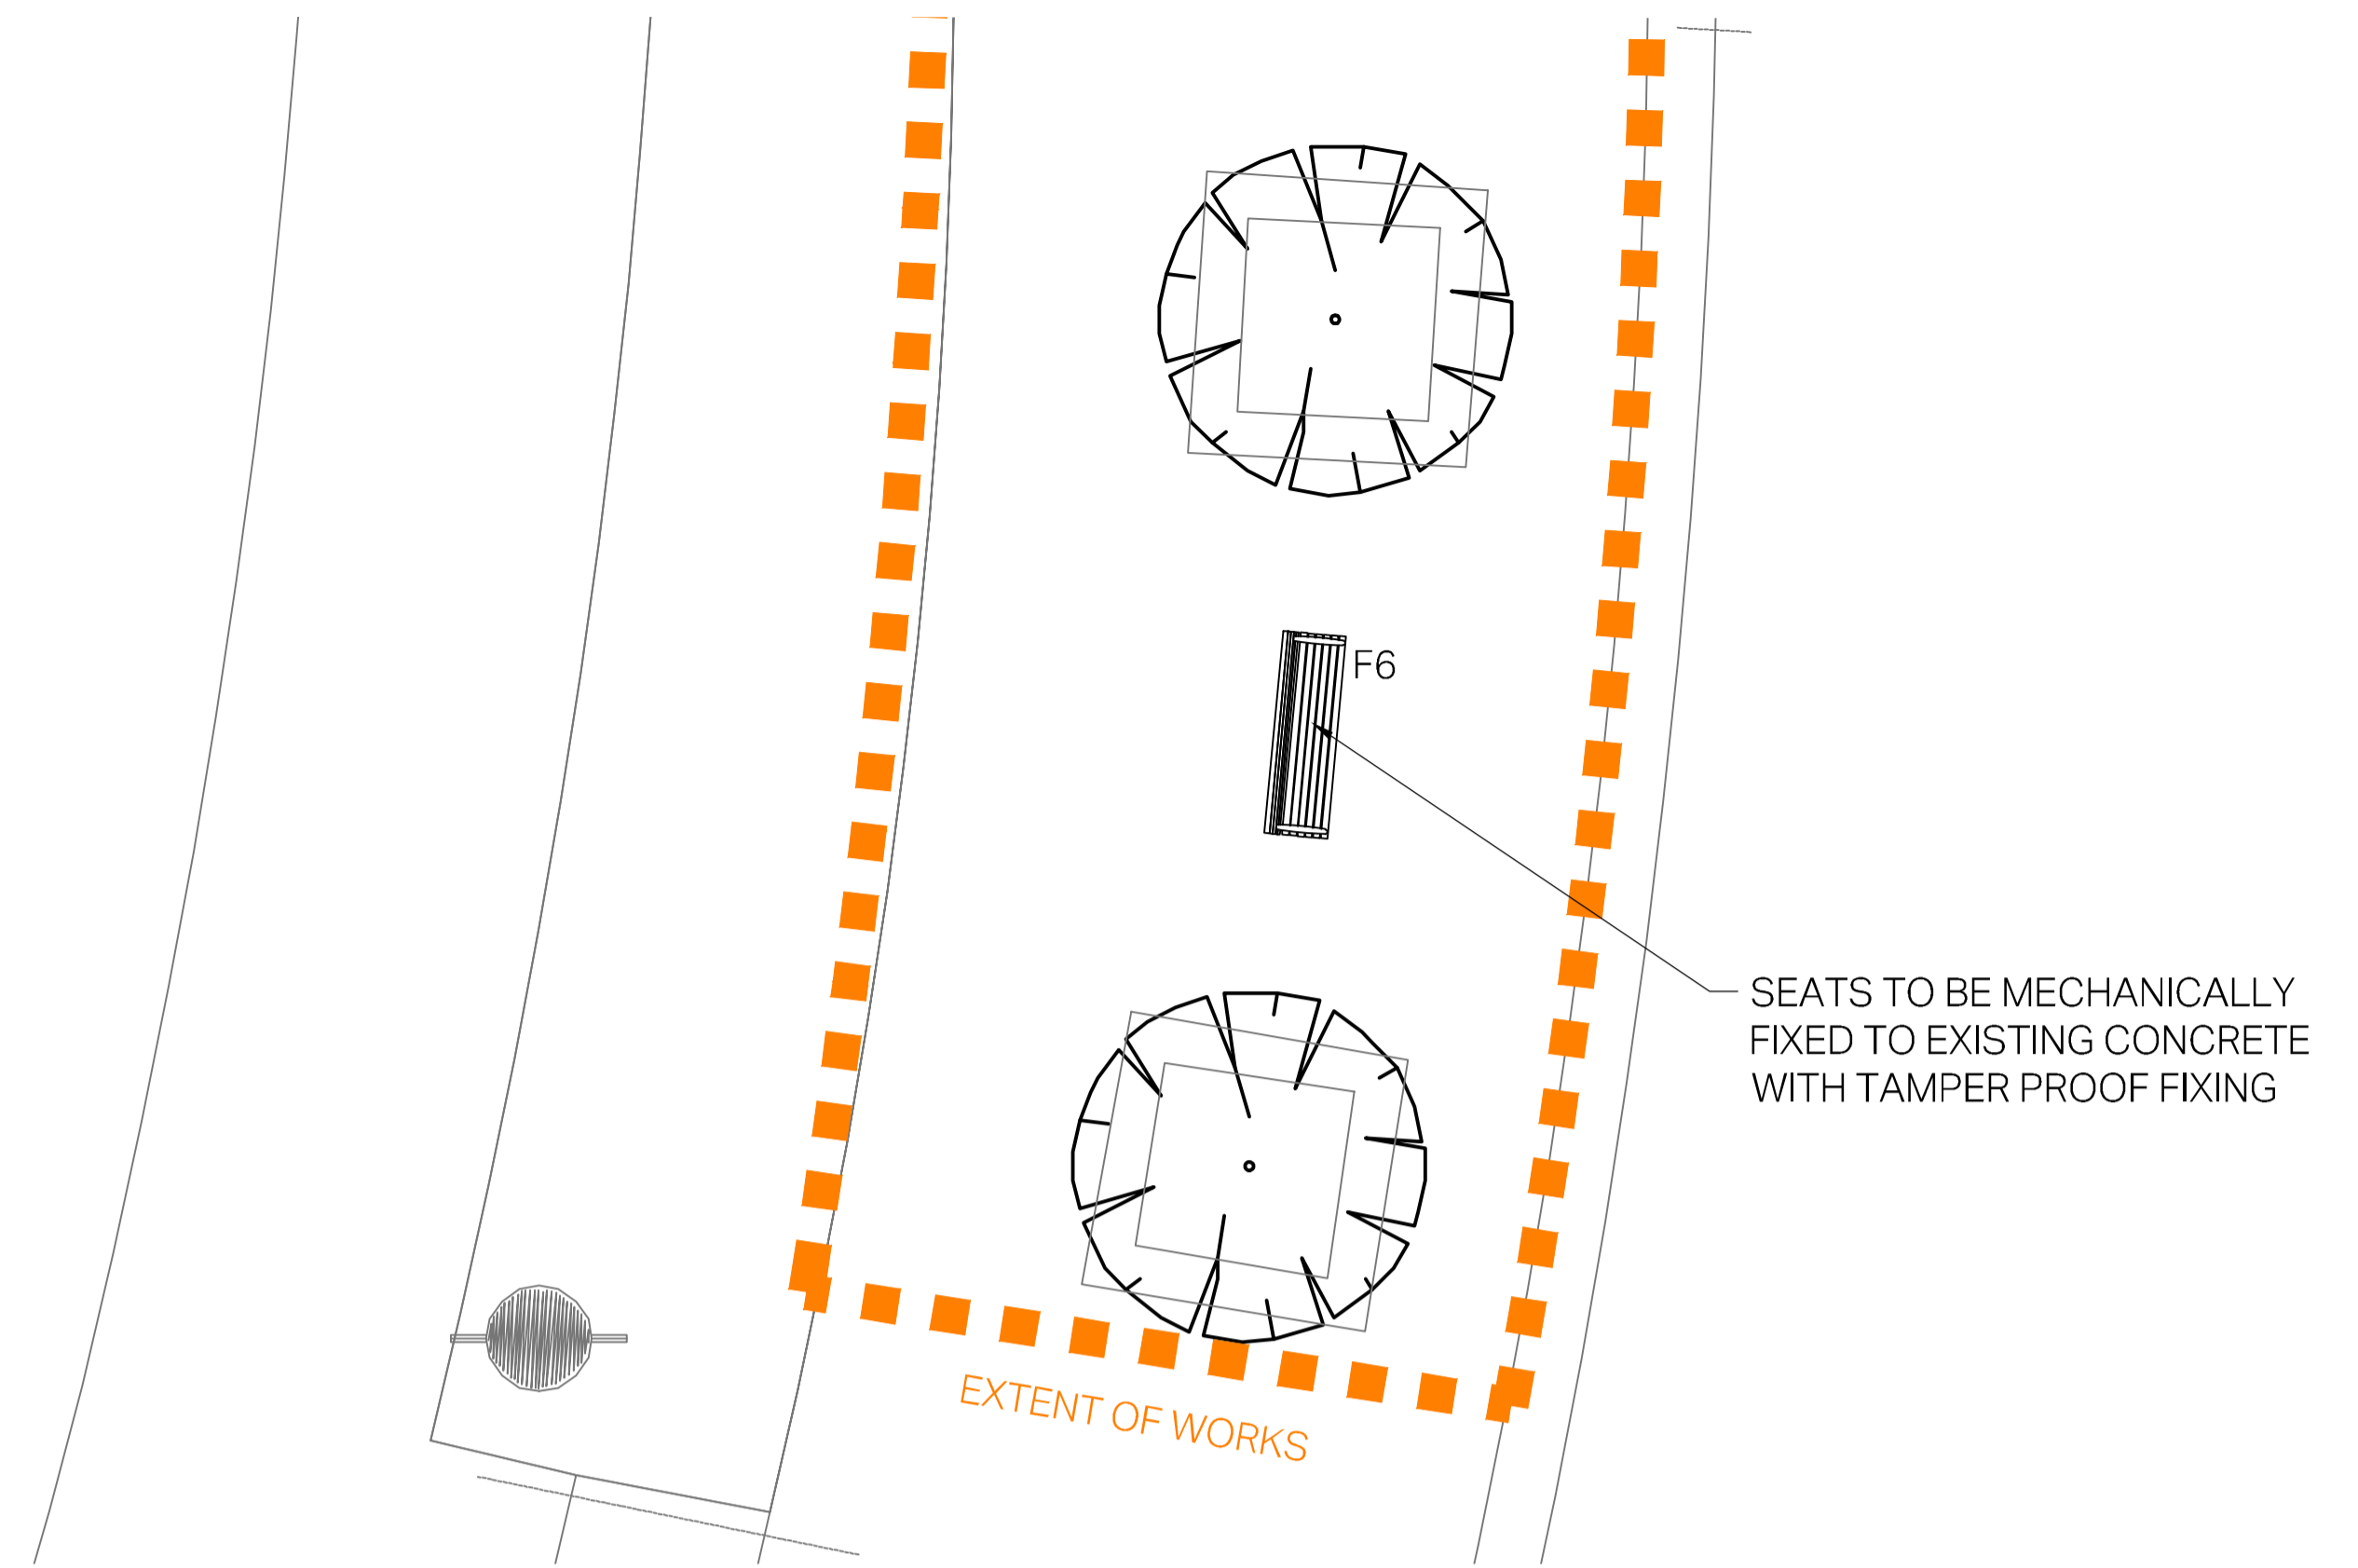 F6
SEATS TO BE MECHANICALLY
FIXED TO EXISTING CONCRETE
WITH TAMPER PROOF FIXING
EXTENT OF WORKS